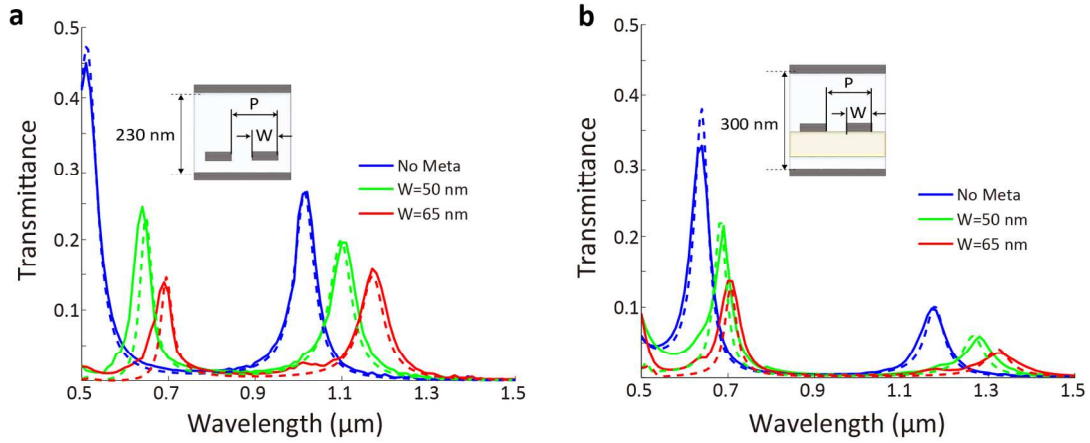 a
Transmittance
0.5
0.4
0.3
0.2
0.1
0.5
0.7
0.9
1.1
1.3
1.5
Wavelength (μm)
230 nm
P
W
No Meta
W=50 nm
W=65 nm
b
Transmittance
0.5
0.4
0.3
0.2
0.1
0.5
0.7
0.9
1.1
1.3
1.5
Wavelength (μm)
300 nm
P
W
No Meta
W=50 nm
W=65 nm